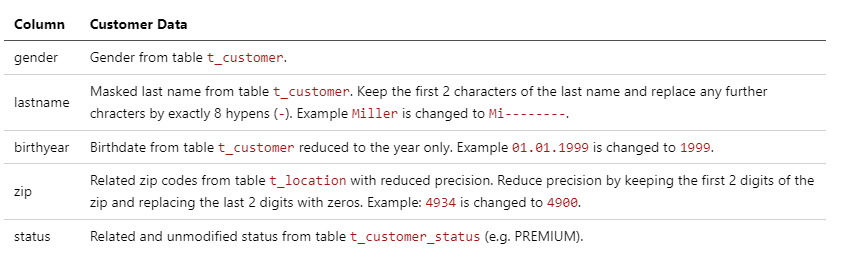 Column Customer Data
gender Gender from table t_customer.
Masked last name from table t_customer. Keep the first 2 characters of the last name and replace any further
lastname
chracters by exactly 8 hypens (-). Example Miller is changed to Mi--------.
birthyear Birthdate from table t_customer reduced to the year only. Example 01.01.1999 is changed to 1999.
Related zip codes from table t_location with reduced precision. Reduce precision by keeping the first 2 digits of the
zip
zip and replacing the last 2 digits with zeros. Example: 4934 is changed to 4900.
status Related and unmodified status from table t_customer_status (e.g. PREMIUM).